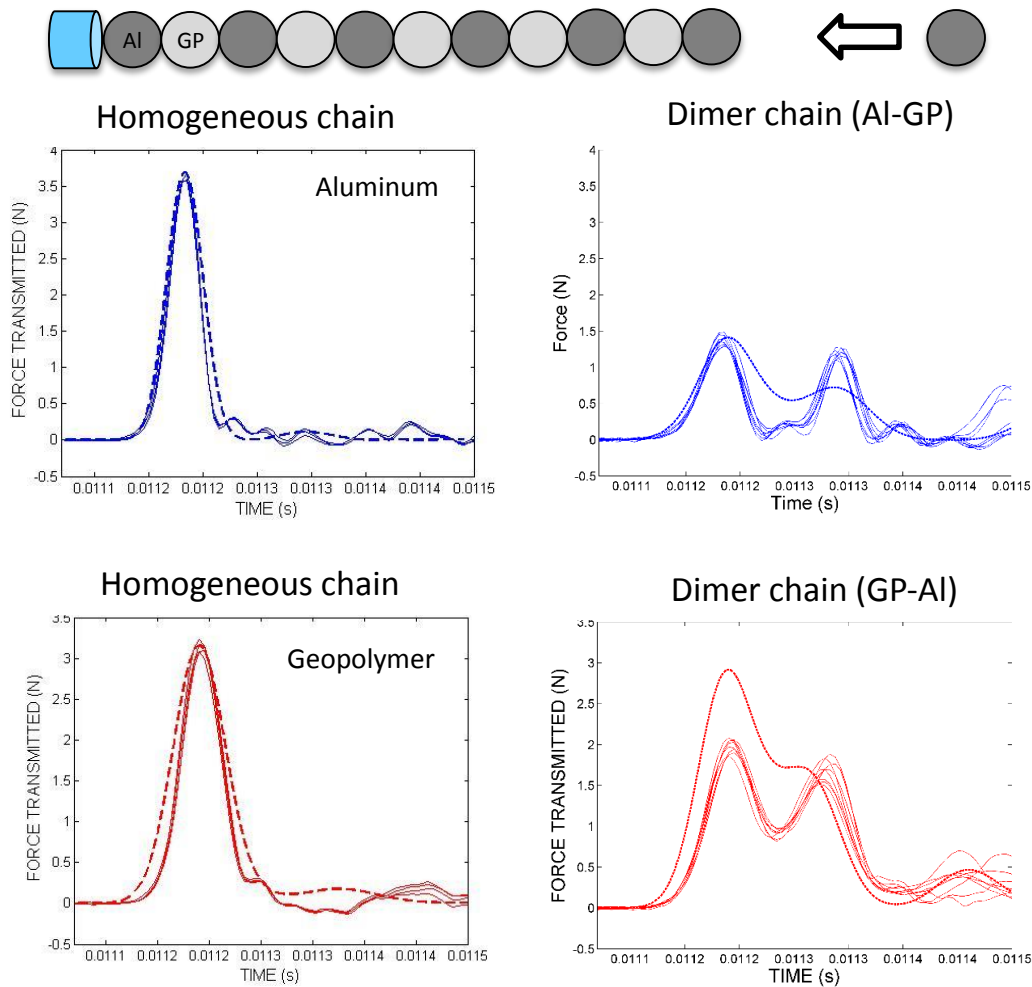 Al GP
Homogeneous chain
Aluminum
FORCE TRANSMITTED (N)
4
3.5
3
2.5
2
1.5
1
0.5
0
-0.5
0.0111 0.0112 0.0112 0.0113 0.0113 0.0114 0.0114 0.0115
TIME (s)
Dimer chain (Al-GP)
Force (N)
4
3.5
3
2.5
2
1.5
1
0.5
0
-0.5
0.0111 0.0112 0.0112 0.0113 0.0113 0.0114 0.0114 0.0115
Time (s)
Homogeneous chain
Geopolymer
FORCE TRANSMITTED (N)
3.5
3
2.5
2
1.5
1
0.5
0
-0.5
0.0111 0.0112 0.0112 0.0113 0.0113 0.0114 0.0114 0.0115
TIME (s)
Dimer chain (GP-Al)
FORCE TRANSMITTED (N)
3.5
3
2.5
2
1.5
1
0.5
0
-0.5
0.0111 0.0112 0.0112 0.0113 0.0113 0.0114 0.0114 0.0115
TIME (s)